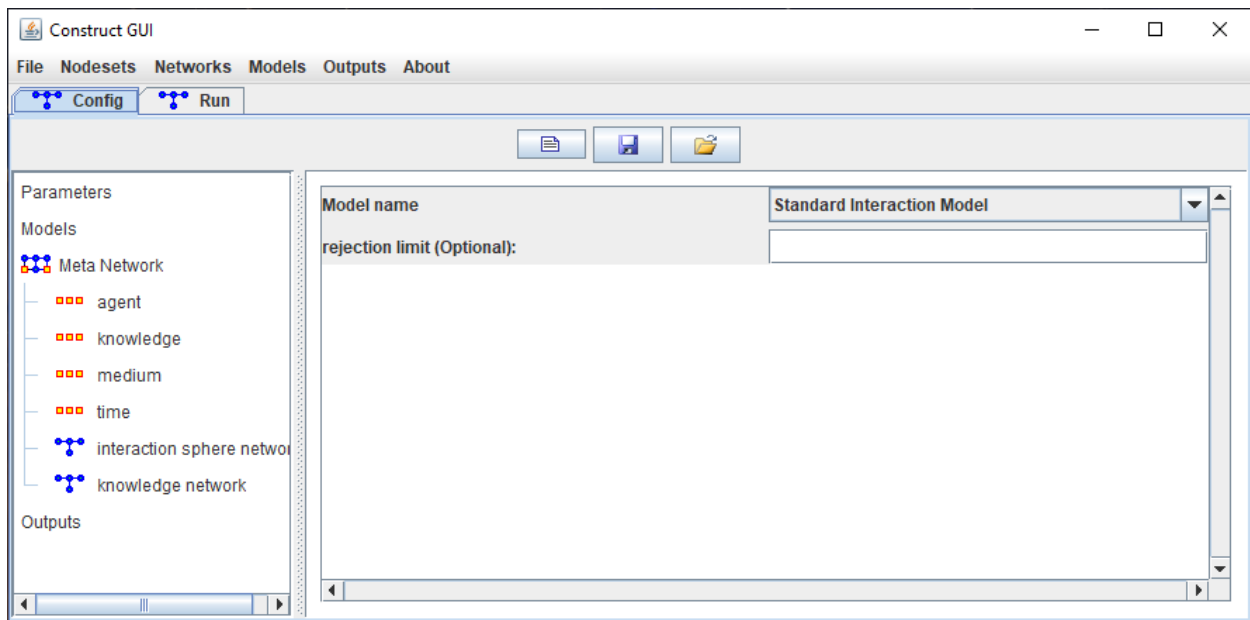 Construct GUI
File Nodesets Networks Models Outputs About
Config Run
Parameters
Models
Meta Network
agent
knowledge
medium
time
interaction sphere networ
knowledge network
Outputs
Model name Standard Interaction Model
rejection limit (Optional):